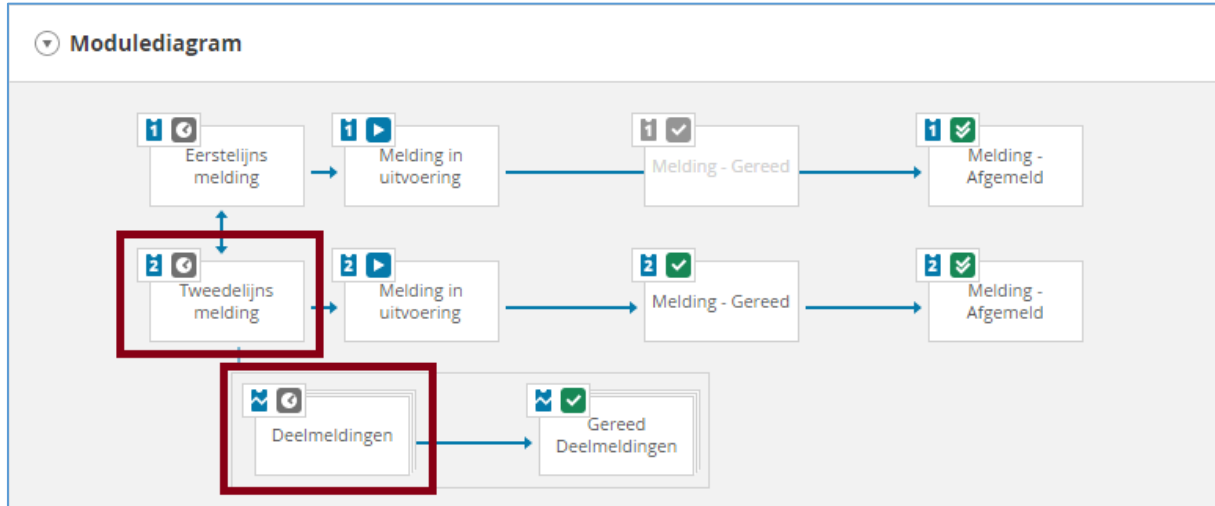 Modulediagram
1
Eerstelijns
melding
1
Melding in
uitvoering
1
Melding - Gereed
1
Melding -
Afgemeld
2
Tweedelijns
melding
2
Melding in
uitvoering
2
Melding - Gereed
2
Melding -
Afgemeld
Deelmeldingen
Gereed
Deelmeldingen